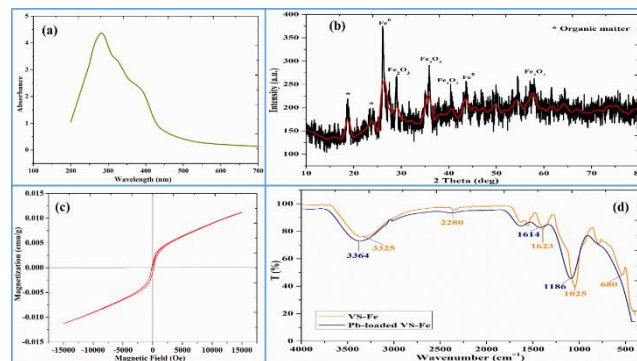 (a)
5
4
3
2
1
0
Absorbance
100 200 300 400 500 600 700
Wavelength (nm)
(b)
* Organic matter
400
350
300
250
200
150
100
Intensity (a.u.)
Fe⁰
Fe₂O₃
Fe₃O₄
Fe⁰
* *
10 20 30 40 50 60 70 80
2 Theta (deg)
(c)
0.015
0.010
0.005
0.000
-0.005
-0.010
-0.015
Magnetization (emu/g)
-15000 -10000 -5000 0 5000 10000 15000
Magnetic Field (Oe)
(d)
100
80
60
40
20
0
T (%)
3364
3325
2280
1614
1623
1186
1025
680
VS-Fe
Pb-loaded VS-Fe
4000 3500 3000 2500 2000 1500 1000 500
Wavenumber (cm⁻¹)